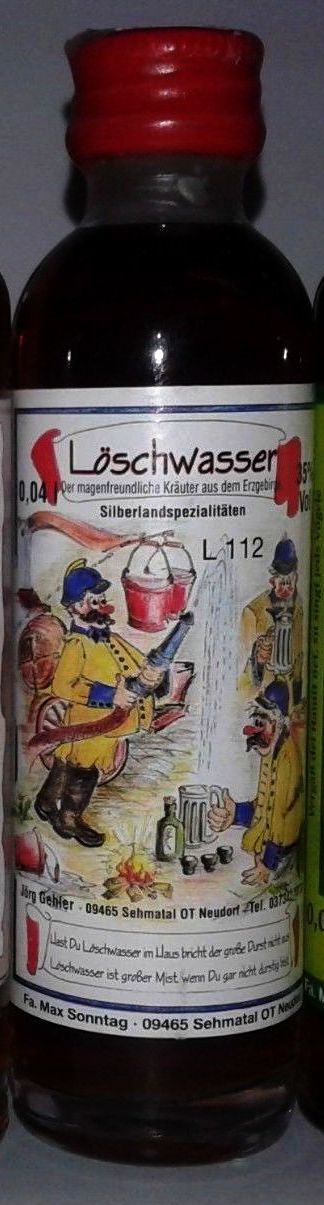 Löschwasser
0,04 l
Der magenfreundliche Kräuter aus dem Erzgebirge
35%
Vol
Silberlandspezialitäten
L 112
Jörg Gehler · 09465 Sehmatal OT Neudorf · Tel.
Hast Du Löschwasser im Haus bricht der große Durst nicht aus
Löschwasser ist großer Mist, wenn Du gar nicht durstig bist
Fa. Max Sonntag · 09465 Sehmatal OT